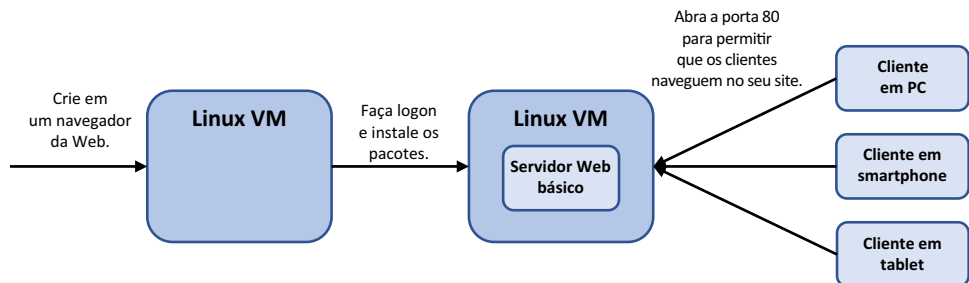 Crie em
um navegador
da Web.
Linux VM
Faça logon
e instale os
pacotes.
Linux VM
Servidor Web
básico
Abra a porta 80
para permitir
que os clientes
naveguem no seu site.
Cliente
em PC
Cliente em
smartphone
Cliente em
tablet